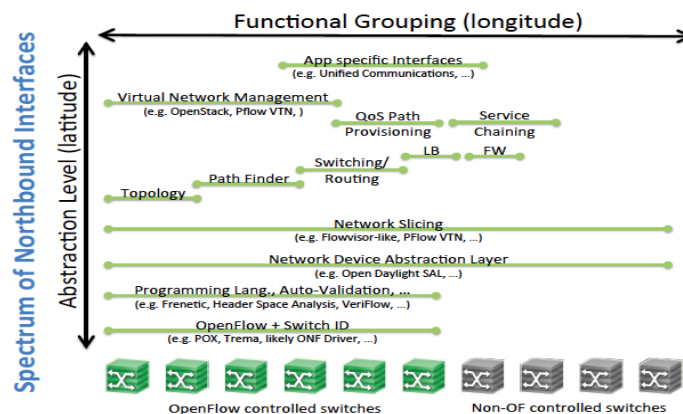 Functional Grouping (longitude)
Spectrum of Northbound Interfaces
Abstraction Level (latitude)
App specific Interfaces
(e.g. Unified Communications, ...)
Virtual Network Management
(e.g. OpenStack, Pflow VTN, )
QoS Path
Provisioning
Service
Chaining
LB
FW
Switching/
Routing
Path Finder
Topology
Network Slicing
(e.g. Flowvisor-like, PFlow VTN, ...)
Network Device Abstraction Layer
(e.g. Open Daylight SAL, ...)
Programming Lang., Auto-Validation, ...
(e.g. Frenetic, Header Space Analysis, VeriFlow, ...)
OpenFlow + Switch ID
(e.g. POX, Trema, likely ONF Driver, ...)
OpenFlow controlled switches
Non-OF controlled switches